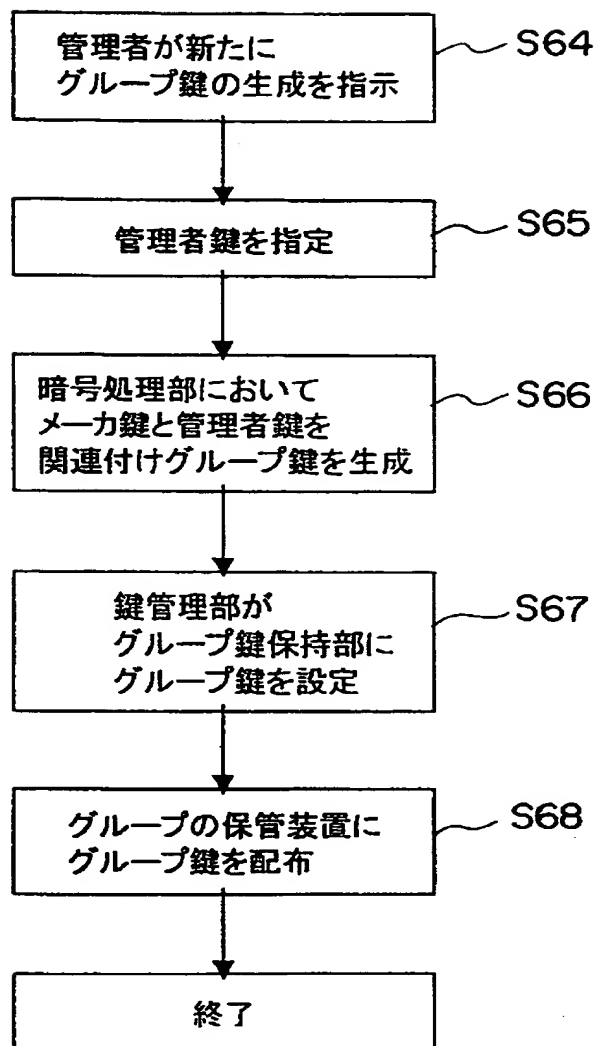 管理者が新たに
グループ鍵の生成を指示
S64
管理者鍵を指定
S65
暗号処理部において
メーカ鍵と管理者鍵を
関連付けグループ鍵を生成
S66
鍵管理部が
グループ鍵保持部に
グループ鍵を設定
S67
グループの保管装置に
グループ鍵を配布
S68
終了